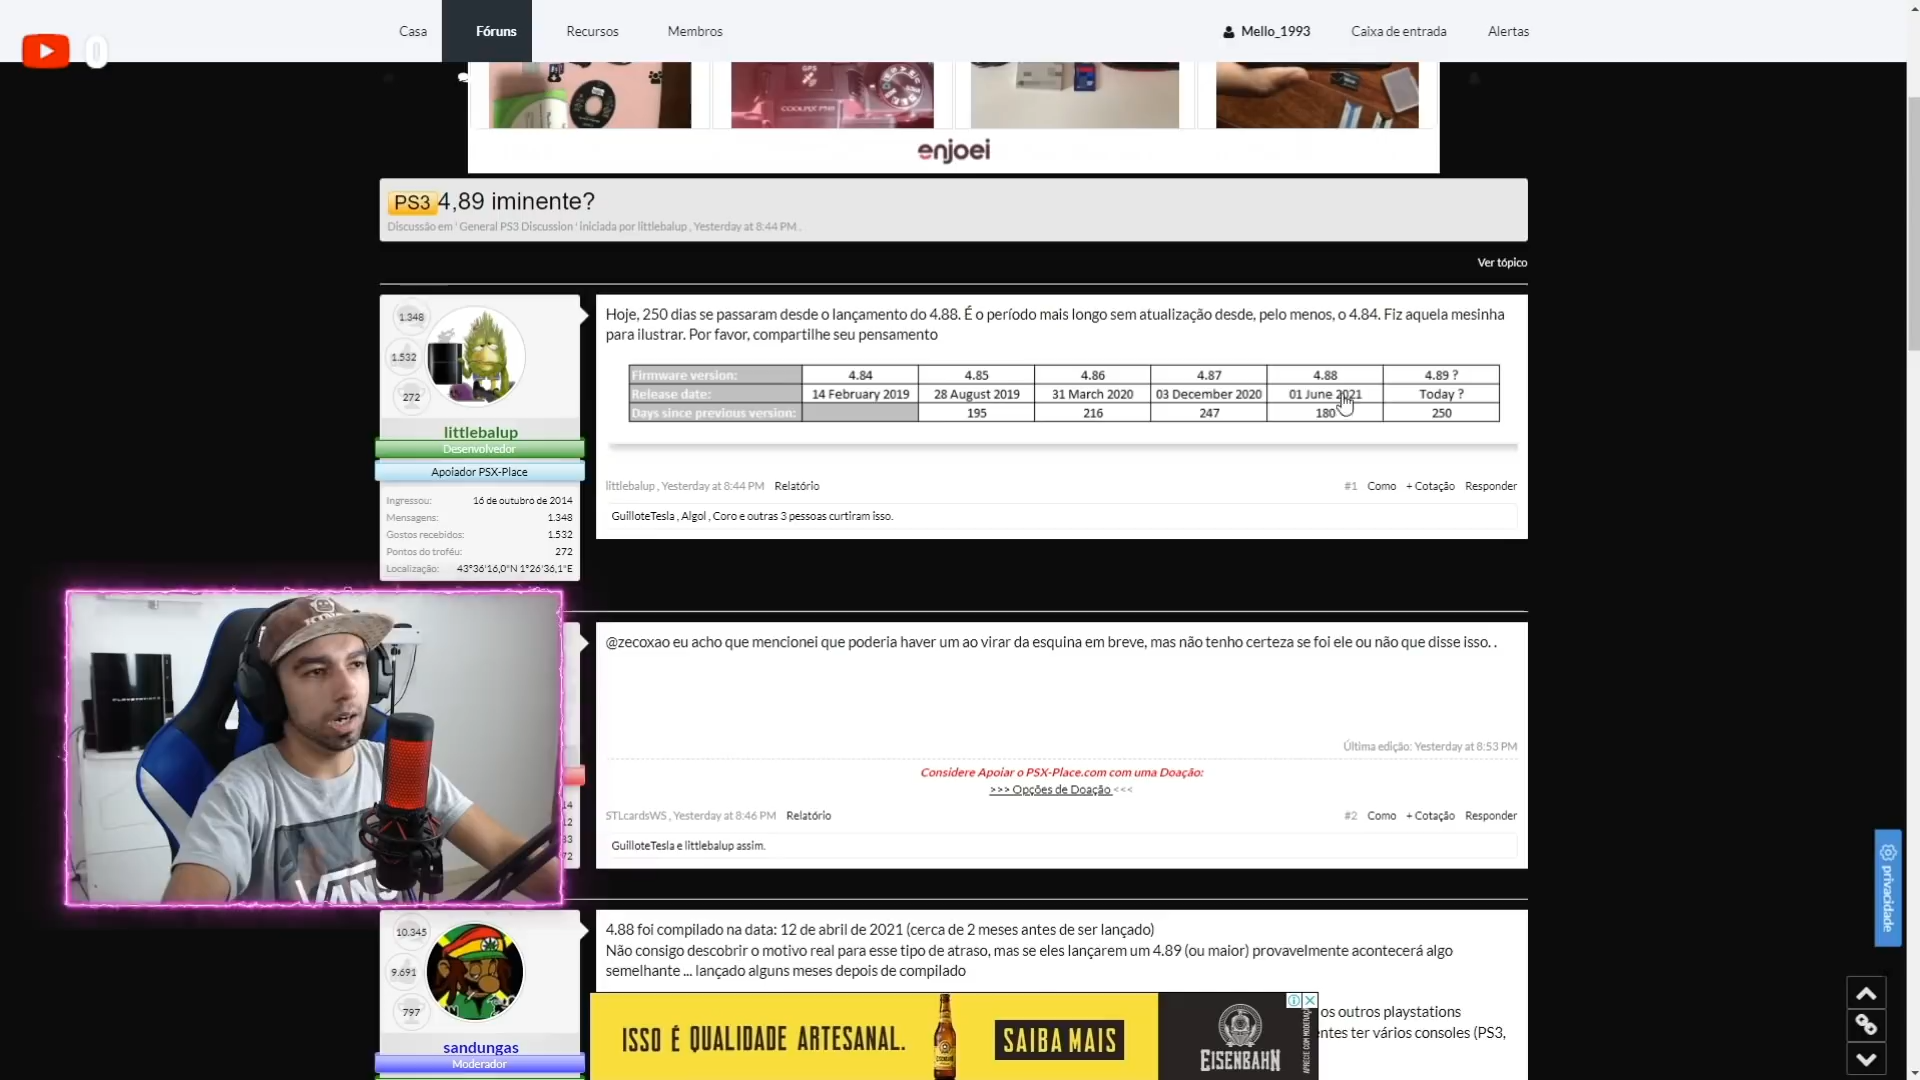 Casa
Fóruns
Recursos
Membros
Mello_1993
Caixa de entrada
Alertas
0
GPS
COOLPIX P510
enjoei
PS3 4,89 iminente?
Discussão em ' General PS3 Discussion ' iniciada por littlebalup , Yesterday at 8:44 PM .
Ver tópico
1.348
1.532
272
littlebalup
Desenvolvedor
Apoiador PSX-Place
Ingressou: 16 de outubro de 2014
Mensagens: 1.348
Gostos recebidos: 1.532
Pontos do troféu: 272
Localização: 43°36'16,0"N 1°26'36,1"E
Hoje, 250 dias se passaram desde o lançamento do 4.88. É o período mais longo sem atualização desde, pelo menos, o 4.84. Fiz aquela mesinha
para ilustrar. Por favor, compartilhe seu pensamento
Firmware version: 4.84 4.85 4.86 4.87 4.88 4.89 ?
Release date: 14 February 2019 28 August 2019 31 March 2020 03 December 2020 01 June 2021 Today ?
Days since previous version: 195 216 247 180 250
littlebalup , Yesterday at 8:44 PM Relatório
#1 Como + Cotação Responder
GuilloteTesla , Algol , Coro e outras 3 pessoas curtiram isso.
@zecoxao eu acho que mencionei que poderia haver um ao virar da esquina em breve, mas não tenho certeza se foi ele ou não que disse isso. .
Última edição: Yesterday at 8:53 PM
Considere Apoiar o PSX-Place.com com uma Doação:
>>> Opções de Doação <<<
STLcardsWS , Yesterday at 8:46 PM Relatório
#2 Como + Cotação Responder
GuilloteTesla e littlebalup assim.
14
12
33
72
PLAYSTATION
VANS
10.345
9.691
797
sandungas
Moderador
4.88 foi compilado na data: 12 de abril de 2021 (cerca de 2 meses antes de ser lançado)
Não consigo descobrir o motivo real para esse tipo de atraso, mas se eles lançarem um 4.89 (ou maior) provavelmente acontecerá algo
semelhante ... lançado alguns meses depois de compilado
os outros playstations
entes ter vários consoles (PS3,
ISSO É QUALIDADE ARTESANAL.
SAIBA MAIS
EISENBAHN
APRECIE COM MODERAÇÃO
privacidade